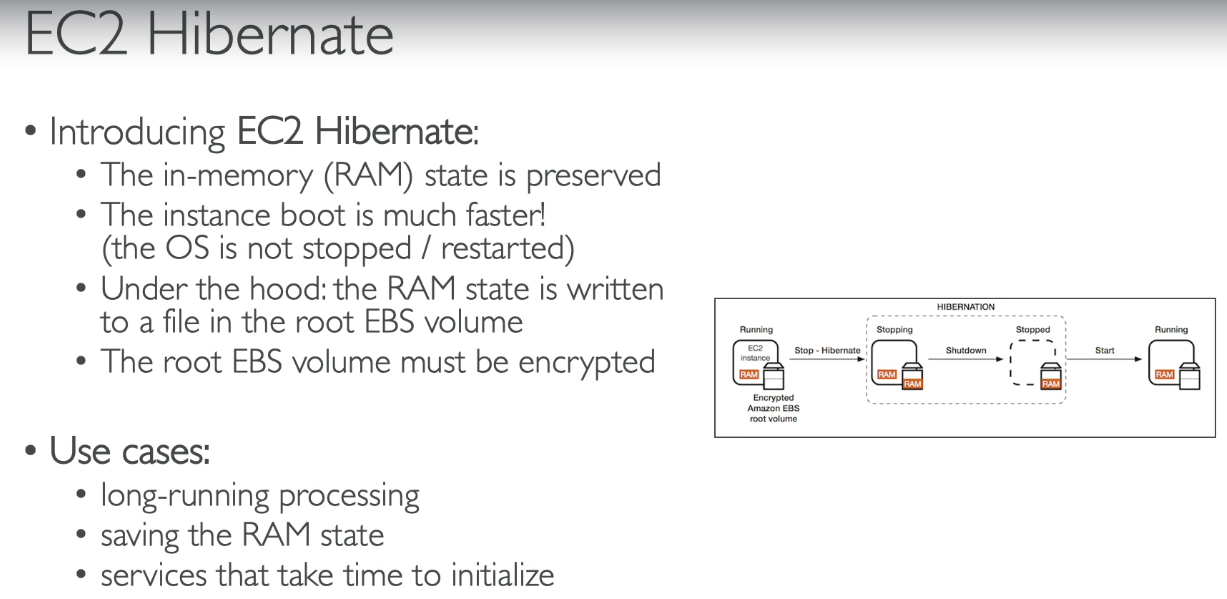 EC2 Hibernate
• Introducing EC2 Hibernate:
• The in-memory (RAM) state is preserved
• The instance boot is much faster!
(the OS is not stopped / restarted)
• Under the hood: the RAM state is written
to a file in the root EBS volume
• The root EBS volume must be encrypted
• Use cases:
• long-running processing
• saving the RAM state
• services that take time to initialize
HIBERNATION
Running
Stopping
Stopped
Running
EC2
instance
RAM
Stop - Hibernate
RAM
RAM
Shutdown
RAM
Start
RAM
Encrypted
Amazon EBS
root volume